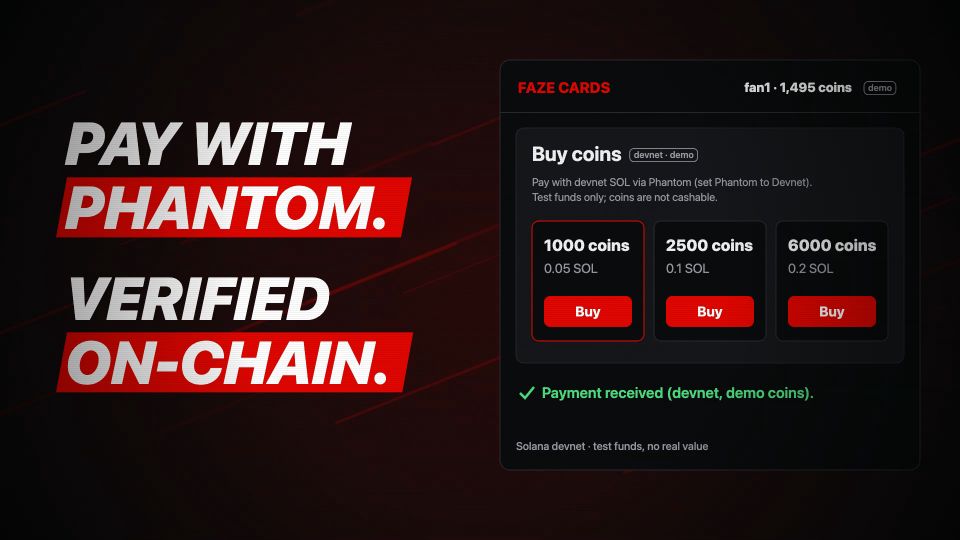 PAY WITH
PHANTOM.
VERIFIED
ON-CHAIN.
FAZE CARDS
fan1 · 1,495 coins
demo
Buy coins
devnet · demo
Pay with devnet SOL via Phantom (set Phantom to Devnet).
Test funds only; coins are not cashable.
1000 coins
0.05 SOL
Buy
2500 coins
0.1 SOL
Buy
6000 coins
0.2 SOL
Buy
✓ Payment received (devnet, demo coins).
Solana devnet · test funds, no real value